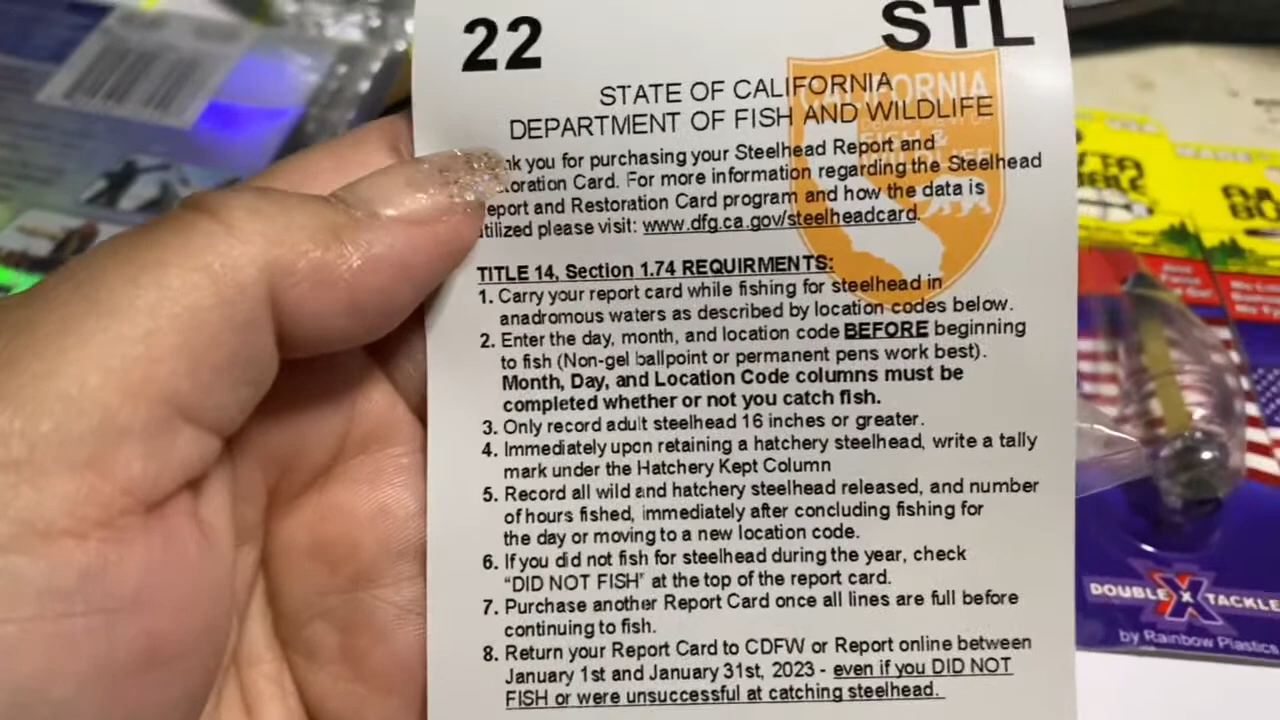 22
STL
STATE OF CALIFORNIA
DEPARTMENT OF FISH AND WILDLIFE
you for purchasing your Steelhead Report and
Card. For more information regarding the Steelhead
and Restoration Card program and how the data is
please visit: www.dfg.ca.gov/steelheadcard.
TITLE 14, Section 1.74 REQUIRMENTS:
1. Carry your report card while fishing for steelhead in
anadromous waters as described by location codes below.
2. Enter the day, month, and location code BEFORE beginning
to fish (Non-gel ballpoint or permanent pens work best).
Month, Day, and Location Code columns must be
completed whether or not you catch fish.
3. Only record adult steelhead 16 inches or greater.
4. Immediately upon retaining a hatchery steelhead, write a tally
mark under the Hatchery Kept Column
5. Record all wild and hatchery steelhead released, and number
of hours fished, immediately after concluding fishing for
the day or moving to a new location code.
6. If you did not fish for steelhead during the year, check
"DID NOT FISH" at the top of the report card.
7. Purchase another Report Card once all lines are full before
continuing to fish.
8. Return your Report Card to CDFW or Report online between
January 1st and January 31st, 2023 - even if you DID NOT
FISH or were unsuccessful at catching steelhead.
CALIFORNIA
FISH &
DOUBLE X TACKLE
by Rainbow Plastics